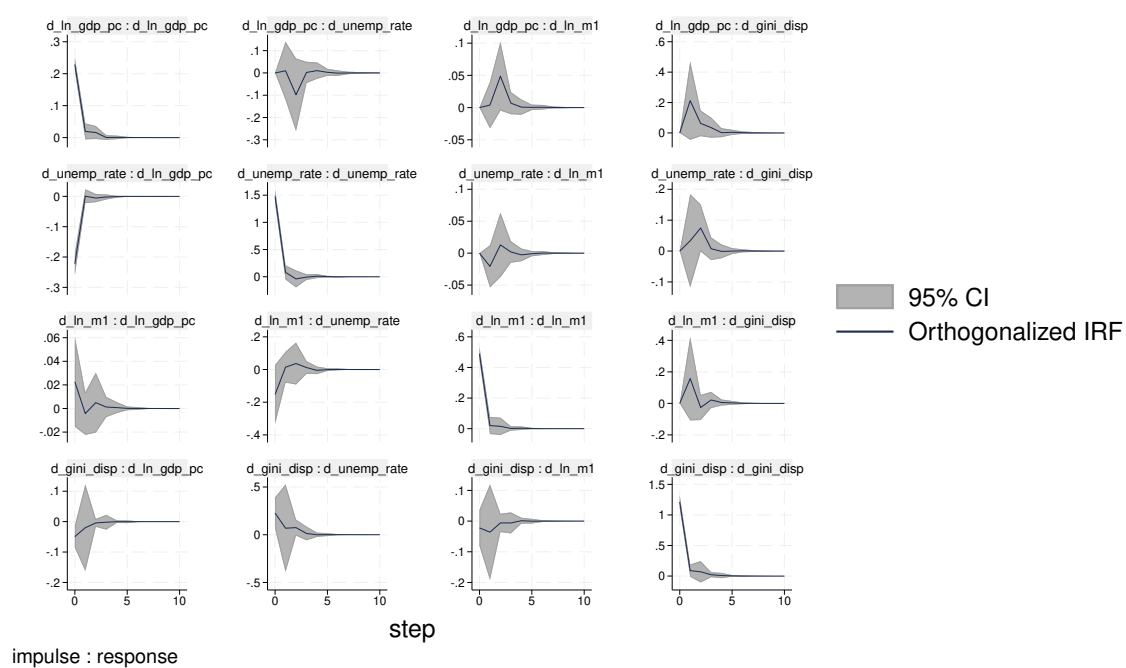 d_ln_gdp_pc : d_ln_gdp_pc
d_ln_gdp_pc : d_unemp_rate
d_ln_gdp_pc : d_ln_m1
d_ln_gdp_pc : d_gini_disp
.3
.2
.1
0
.1
0
-.1
-.2
-.3
.1
.05
0
-.05
.6
.4
.2
0
d_unemp_rate : d_ln_gdp_pc
d_unemp_rate : d_unemp_rate
d_unemp_rate : d_ln_m1
d_unemp_rate : d_gini_disp
0
-.1
-.2
-.3
1.5
1
.5
0
.1
.05
0
-.05
.2
.1
0
-.1
d_ln_m1 : d_ln_gdp_pc
d_ln_m1 : d_unemp_rate
d_ln_m1 : d_ln_m1
d_ln_m1 : d_gini_disp
.06
.04
.02
0
-.02
.2
0
-.2
-.4
.6
.4
.2
0
.4
.2
0
-.2
d_gini_disp : d_ln_gdp_pc
d_gini_disp : d_unemp_rate
d_gini_disp : d_ln_m1
d_gini_disp : d_gini_disp
.1
0
-.1
-.2
.5
0
-.5
.1
0
-.1
-.2
1.5
1
.5
0
0 5 10
0 5 10
0 5 10
0 5 10
step
impulse : response
95% CI
Orthogonalized IRF